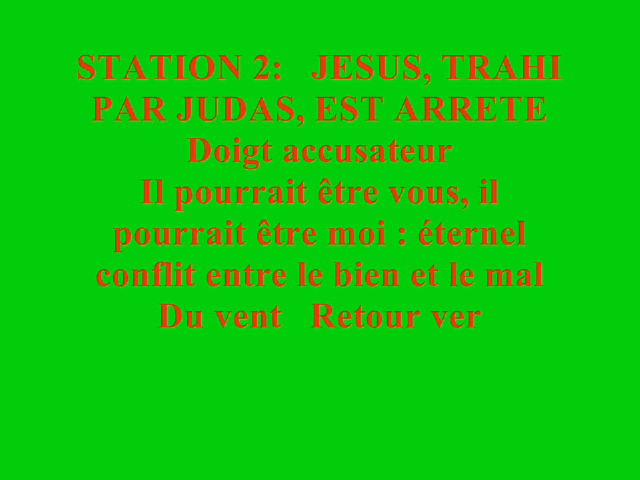 STATION 2:   JESUS, TRAHI
PAR JUDAS, EST ARRETE
Doigt accusateur
Il pourrait être vous, il
pourrait être moi : éternel
conflit entre le bien et le mal
Du vent   Retour ver